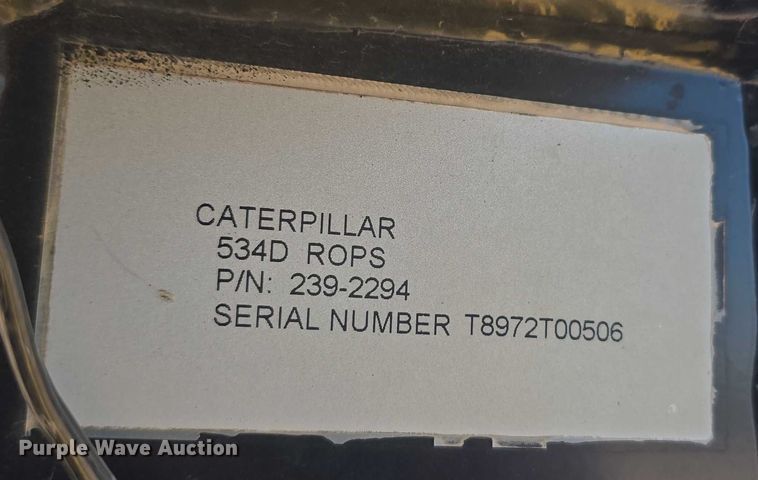 CATERPILLAR
534D ROPS
P/N: 239-2294
SERIAL NUMBER T8972T00506
Purple Wave Auction